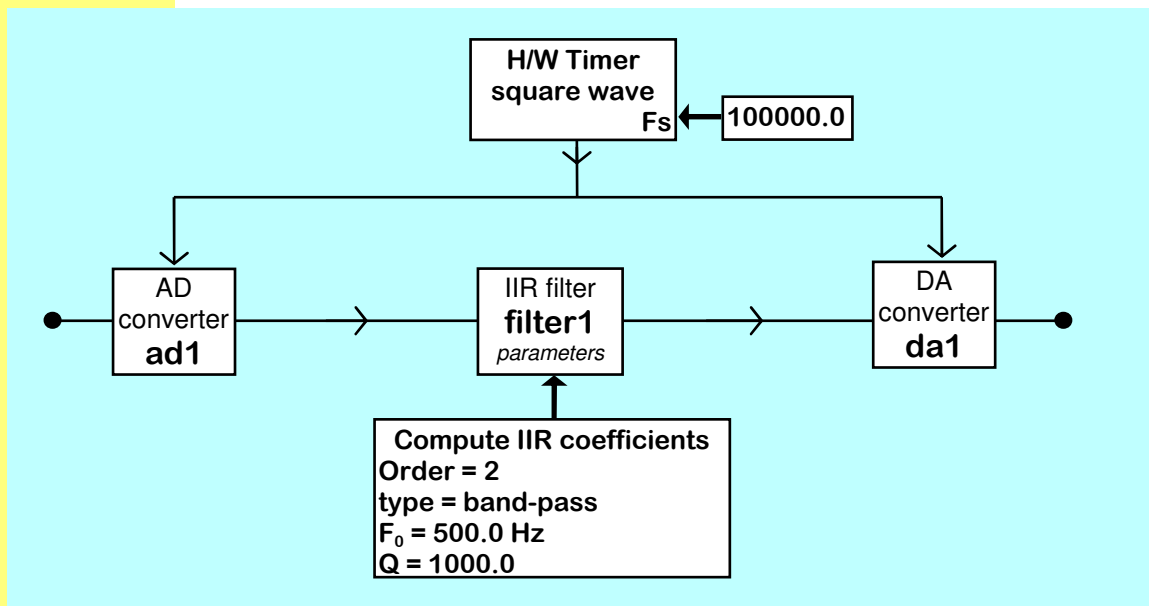 H/W Timer
square wave
Fs
100000.0
AD
converter
ad1
IIR filter
filter1
parameters
DA
converter
da1
Compute IIR coefficients
Order = 2
type = band-pass
F₀ = 500.0 Hz
Q = 1000.0